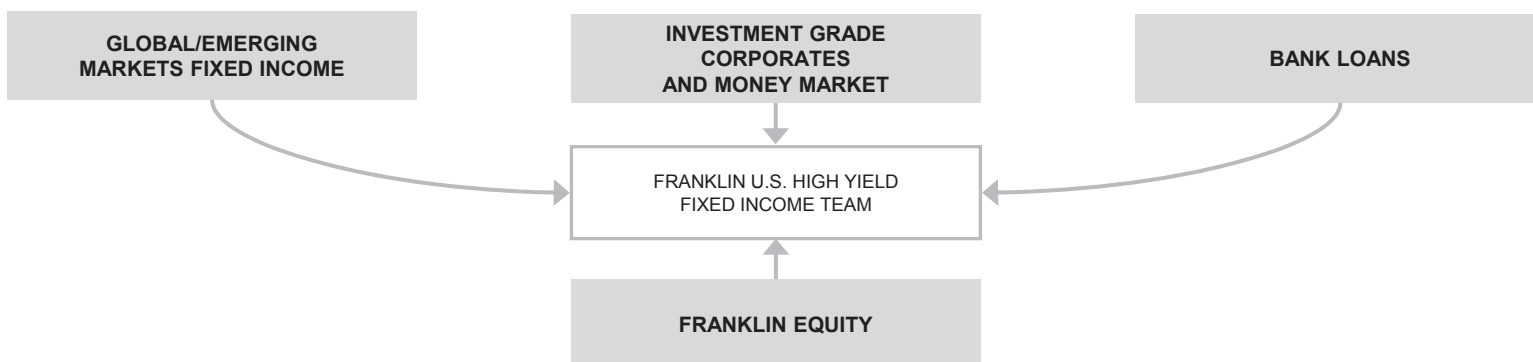 GLOBAL/EMERGING
MARKETS FIXED INCOME
INVESTMENT GRADE
CORPORATES
AND MONEY MARKET
BANK LOANS
FRANKLIN U.S. HIGH YIELD
FIXED INCOME TEAM
FRANKLIN EQUITY